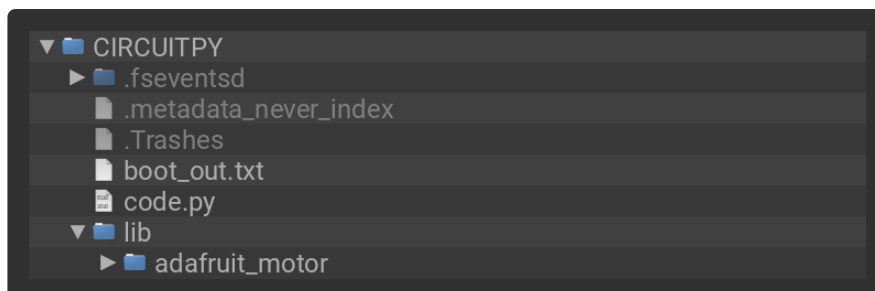 CIRCUITPY
.fseventsd
.metadata_never_index
.Trashes
boot_out.txt
code.py
lib
adafruit_motor